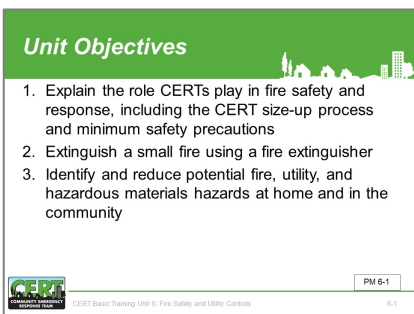 Unit Objectives
1. Explain the role CERTs play in fire safety and
response, including the CERT size-up process
and minimum safety precautions
2. Extinguish a small fire using a fire extinguisher
3. Identify and reduce potential fire, utility, and
hazardous materials hazards at home and in the
community
PM 6-1
CERT
COMMUNITY EMERGENCY
RESPONSE TEAM
CERT Basic Training Unit 6: Fire Safety and Utility Controls
6-1